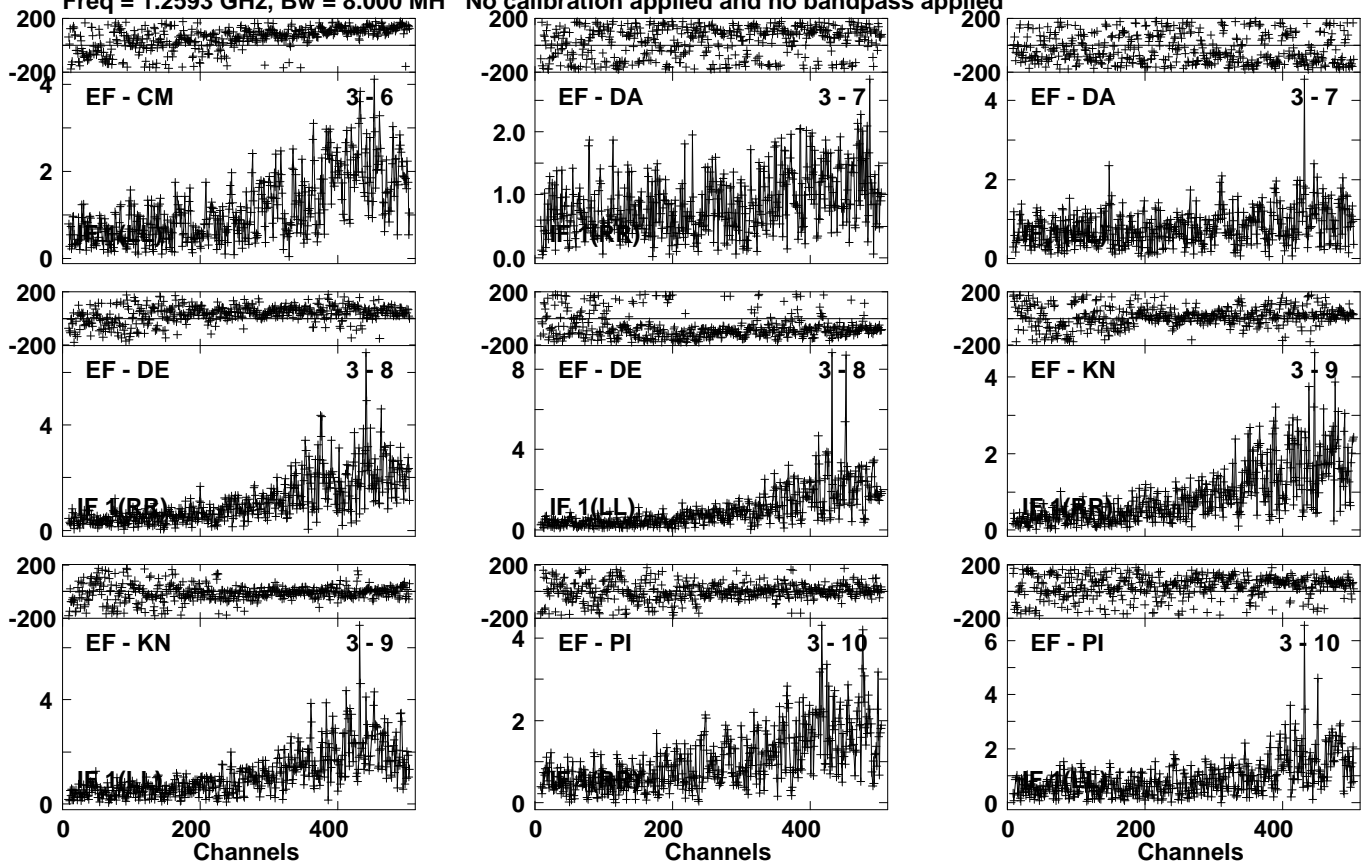 Freq = 1.2593 GHz, Bw = 8.000 MH No calibration applied and no bandpass applied
200 200 200
-200 -200 -200
EF - CM 3 - 6 EF - DA 3 - 7 EF - DA 3 - 7
4 2.0 4
2 1.0 2
IF 1(RR)
0 0.0 0
200 200 200
-200 -200 -200
EF - DE 3 - 8 EF - DE 3 - 8 EF - KN 3 - 9
8 4
4 4 2
IF 1(RR) IF 1(LL) IF 1(RR)
0 0 0
200 200 200
-200 -200 -200
EF - KN 3 - 9 EF - PI 3 - 10 EF - PI 3 - 10
4 6
4 2 4
2
IF 1(LL) IF 1(RR)
0 0 0
0 200 400 0 200 400 0 200 400
Channels Channels Channels